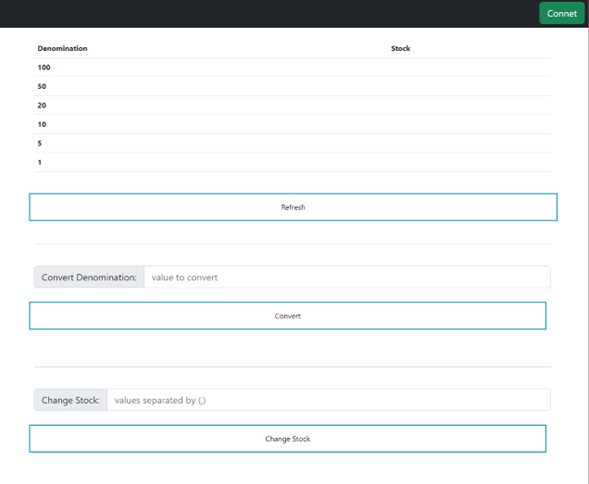 Connet
Denomination Stock
100
50
20
10
5
1
Refresh
Convert Denomination: value to convert
Convert
Change Stock: values separated by (,)
Change Stock